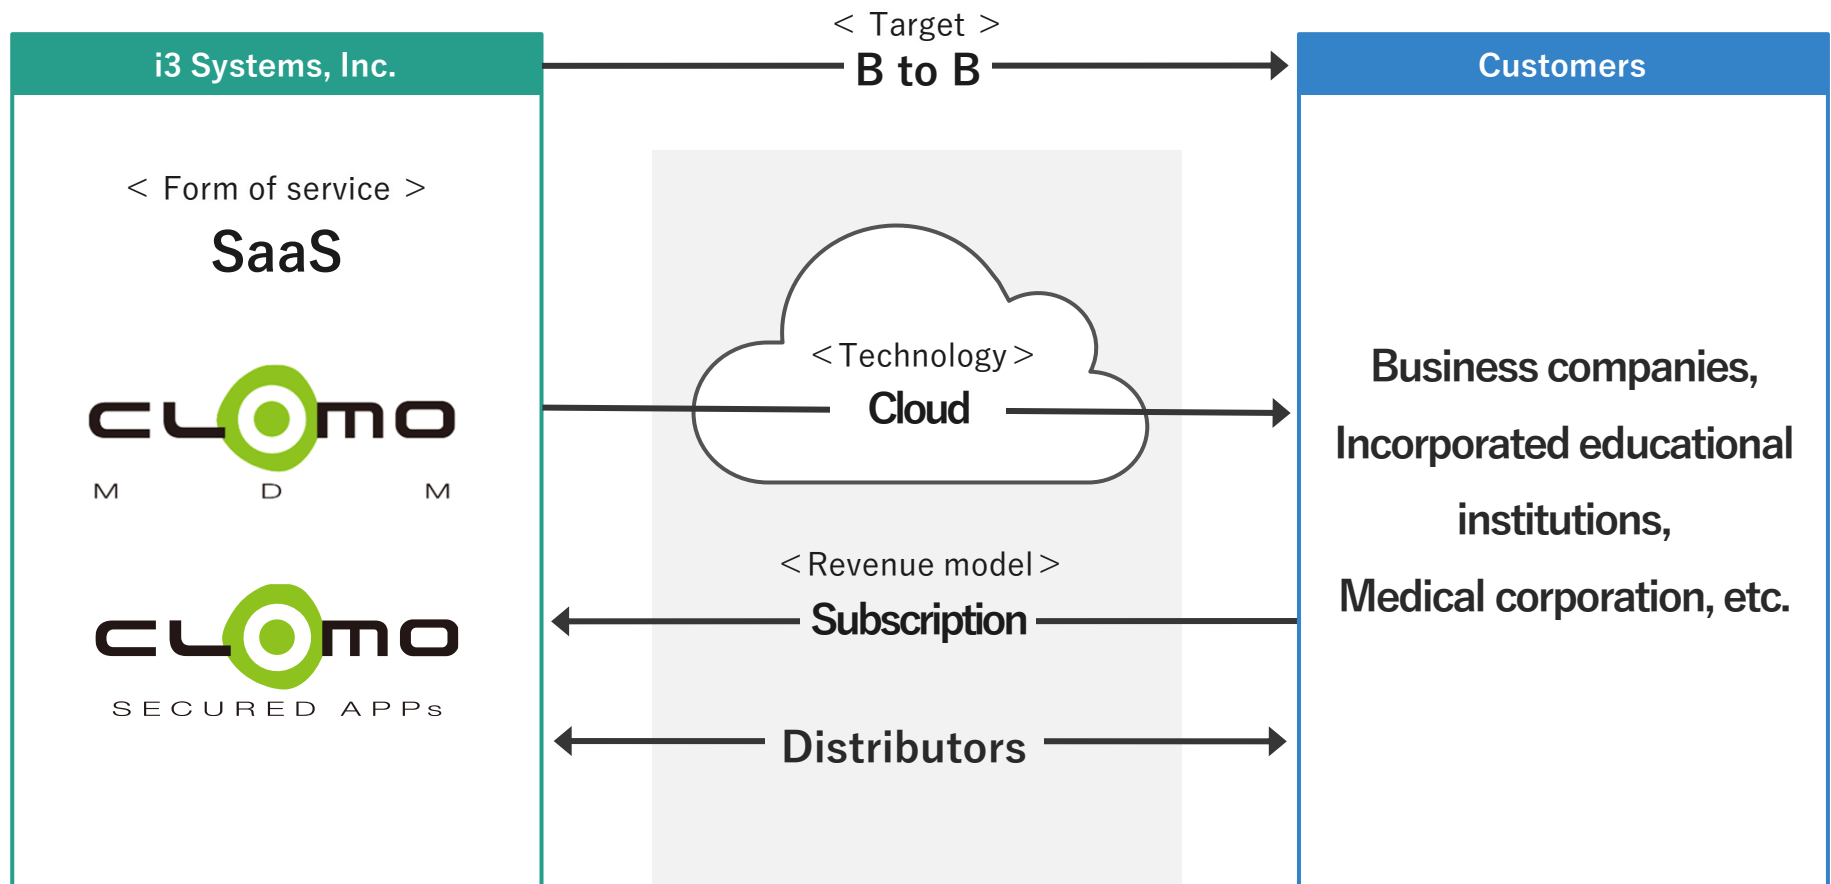 i3 Systems, Inc.
< Form of service >
SaaS
CLOMO
M D M
CLOMO
SECURED APPs
< Target >
B to B
<Technology>
Cloud
<Revenue model>
Subscription
Distributors
Customers
Business companies,
Incorporated educational
institutions,
Medical corporation, etc.